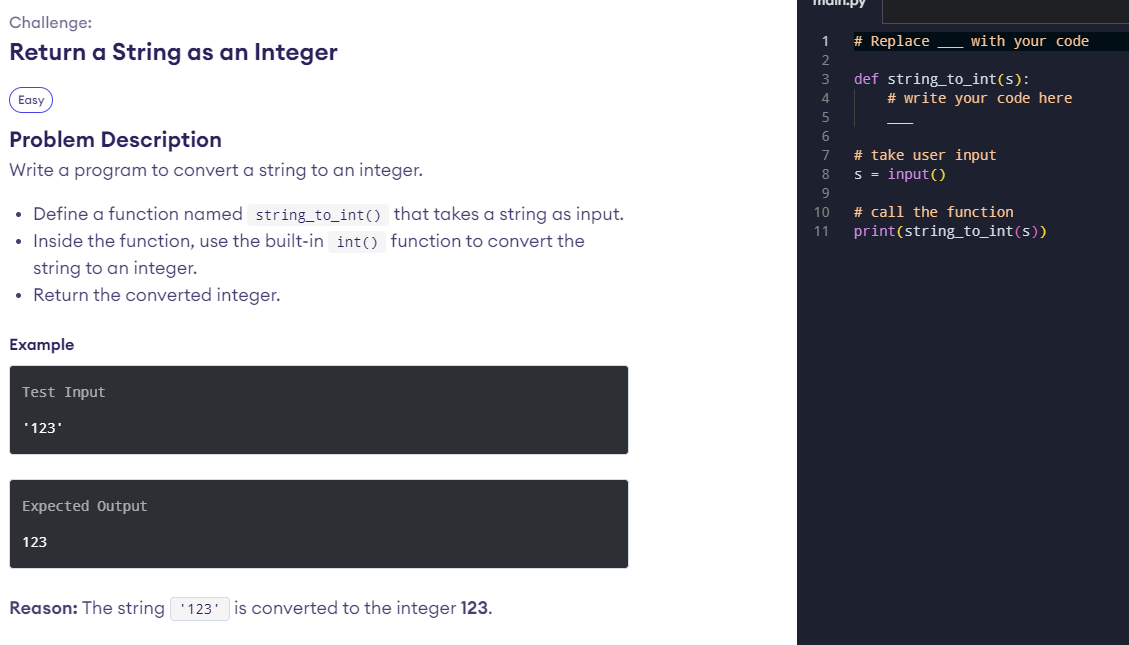 Challenge:
Return a String as an Integer
Easy
Problem Description
Write a program to convert a string to an integer.
• Define a function named string_to_int() that takes a string as input.
• Inside the function, use the built-in int() function to convert the
string to an integer.
• Return the converted integer.
Example
Test Input
'123'
Expected Output
123
Reason: The string '123' is converted to the integer 123.
main.py
1 # Replace ___ with your code
2
3 def string_to_int(s):
4     # write your code here
5     ___
6
7 # take user input
8 s = input()
9
10 # call the function
11 print(string_to_int(s))